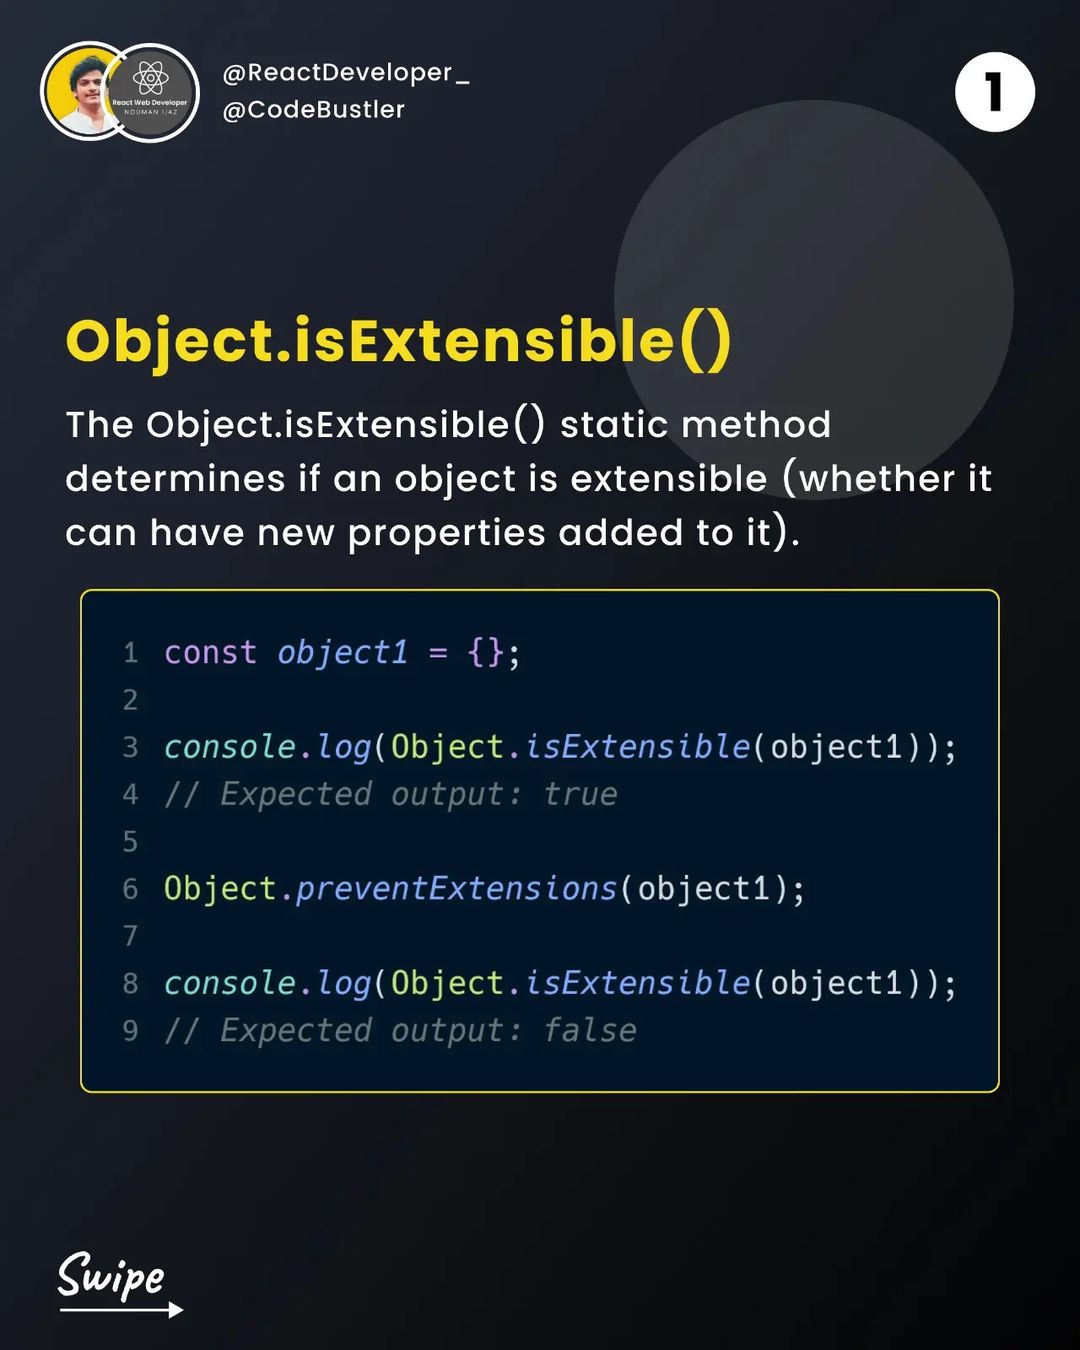 @ReactDeveloper_
@CodeBustler
React Web Developer
NOUMAN IJAZ
1
Object.isExtensible()
The Object.isExtensible() static method
determines if an object is extensible (whether it
can have new properties added to it).
1 const object1 = {};
2
3 console.log(Object.isExtensible(object1));
4 // Expected output: true
5
6 Object.preventExtensions(object1);
7
8 console.log(Object.isExtensible(object1));
9 // Expected output: false
Swipe